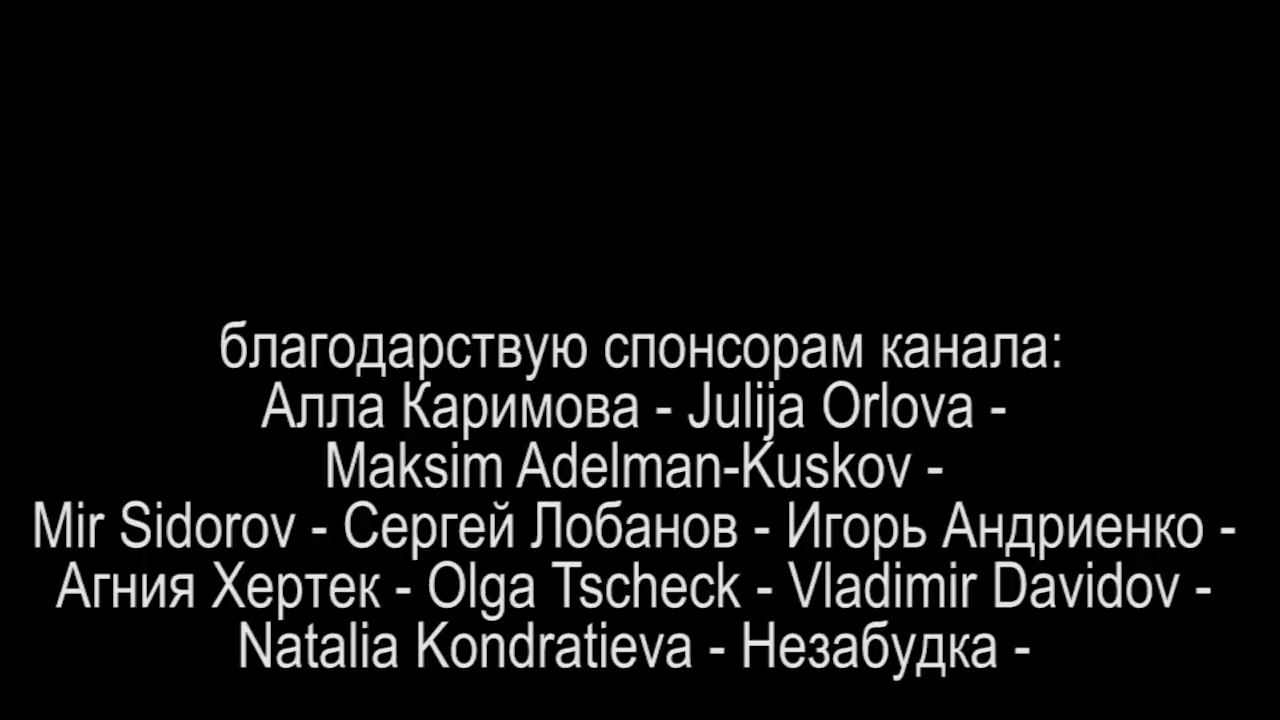 благодарствую спонсорам канала:
Алла Каримова - Julija Orlova -
Maksim Adelman-Kuskov -
Mir Sidorov - Сергей Лобанов - Игорь Андриенко -
Агния Хертек - Olga Tscheck - Vladimir Davidov -
Natalia Kondratieva - Незабудка -